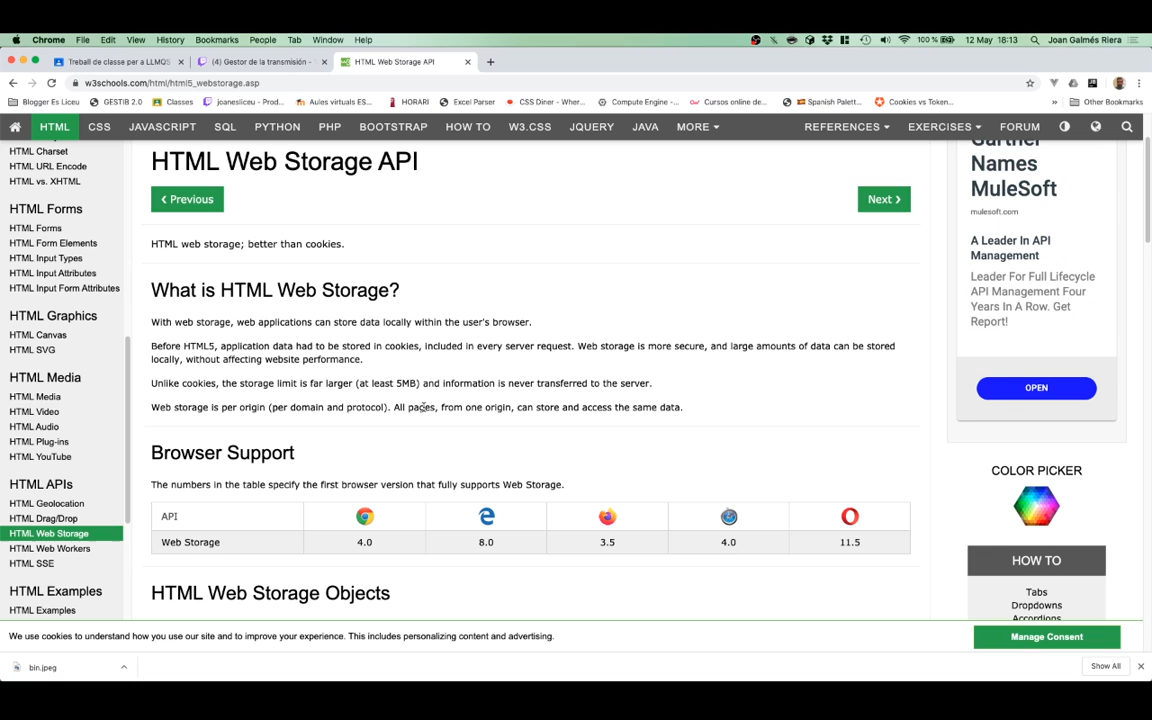 Chrome File Edit View History Bookmarks People Tab Window Help 100% 12 May 18:13 Joan Galmés Riera
Treball de classe per a LLMQS × (4) Gestor de la transmisión - × HTML Web Storage API × +
w3schools.com/html/html5_webstorage.asp
Blogger Es Liceu GESTIB 2.0 Classes joanesliceu - Prod... Aules virtuals ES... HORARI Excel Parser CSS Diner - Wher... Compute Engine -... Cursos online de... Spanish Palett... Cookies vs Token... » Other Bookmarks
HTML CSS JAVASCRIPT SQL PYTHON PHP BOOTSTRAP HOW TO W3.CSS JQUERY JAVA MORE REFERENCES EXERCISES FORUM
HTML Charset
HTML URL Encode
HTML vs. XHTML
HTML Forms
HTML Forms
HTML Form Elements
HTML Input Types
HTML Input Attributes
HTML Input Form Attributes
HTML Graphics
HTML Canvas
HTML SVG
HTML Media
HTML Media
HTML Video
HTML Audio
HTML Plug-ins
HTML YouTube
HTML APIs
HTML Geolocation
HTML Drag/Drop
HTML Web Storage
HTML Web Workers
HTML SSE
HTML Examples
HTML Examples
HTML Web Storage API
❮ Previous Next ❯
HTML web storage; better than cookies.
What is HTML Web Storage?
With web storage, web applications can store data locally within the user's browser.
Before HTML5, application data had to be stored in cookies, included in every server request. Web storage is more secure, and large amounts of data can be stored
locally, without affecting website performance.
Unlike cookies, the storage limit is far larger (at least 5MB) and information is never transferred to the server.
Web storage is per origin (per domain and protocol). All pages, from one origin, can store and access the same data.
Browser Support
The numbers in the table specify the first browser version that fully supports Web Storage.
API
Web Storage 4.0 8.0 3.5 4.0 11.5
HTML Web Storage Objects
Gartner
Names
MuleSoft
mulesoft.com
A Leader In API
Management
Leader For Full Lifecycle
API Management Four
Years In A Row. Get
Report!
OPEN
COLOR PICKER
HOW TO
Tabs
Dropdowns
Accordions
We use cookies to understand how you use our site and to improve your experience. This includes personalizing content and advertising. Manage Consent
bin.jpeg Show All ×